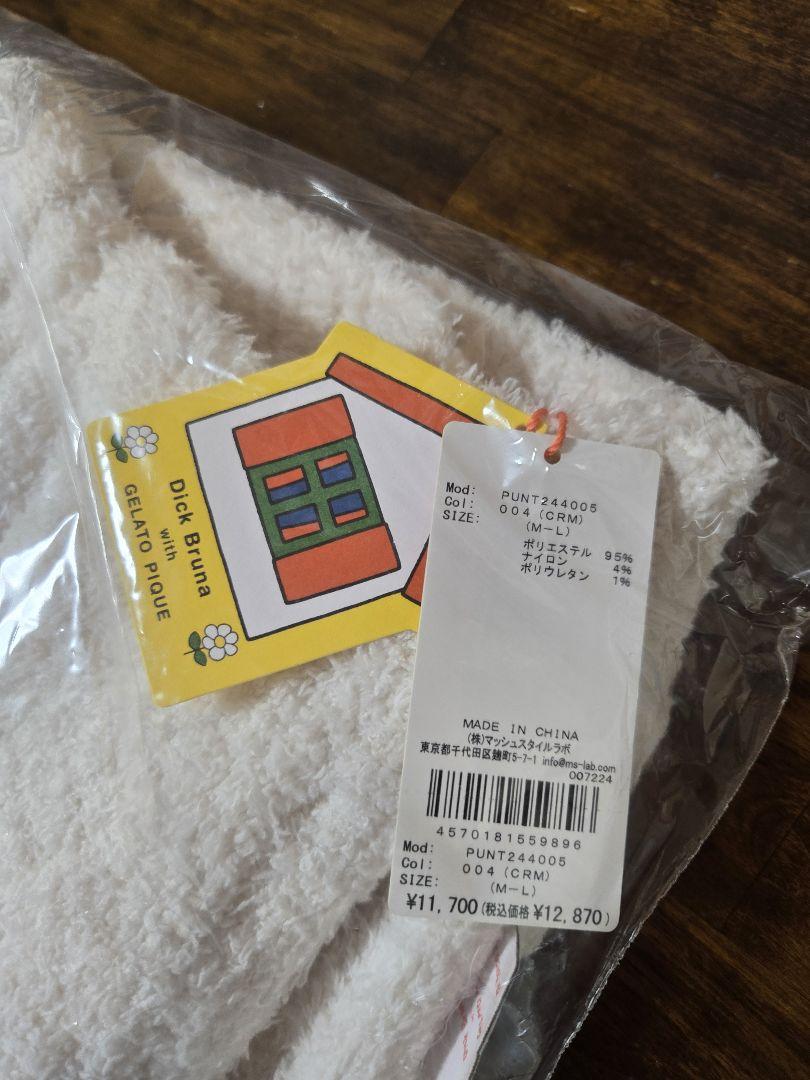 Dick Bruna
with
GELATO PIQUE
Mod: PUNT244005
Col: 004 (CRM)
SIZE: (M-L)
ポリエステル 95%
ナイロン 4%
ポリウレタン 1%
MADE IN CHINA
(株)マッシュスタイルラボ
東京都千代田区麹町5-7-1 info@ms-lab.com
007224
4570181559896
Mod: PUNT244005
Col: 004 (CRM)
SIZE: (M-L)
¥11,700(税込価格 ¥12,870)